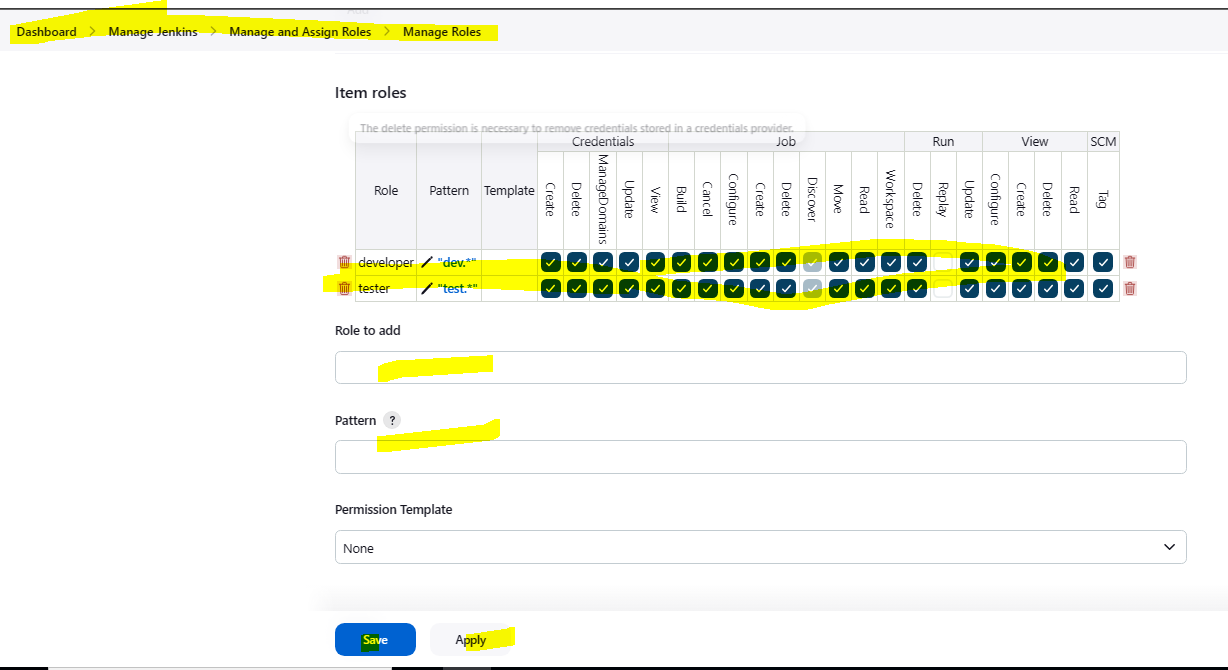 Dashboard > Manage Jenkins > Manage and Assign Roles > Manage Roles
Item roles
The delete permission is necessary to remove credentials stored in a credentials provider.
Credentials Job Run View SCM
Role Pattern Template Create Delete ManageDomains Update View Build Cancel Configure Create Delete Discover Move Read Workspace Delete Replay Update Configure Create Delete Read Tag
developer "dev.*"
tester "test.*"
Role to add
Pattern ?
Permission Template
None
Save Apply